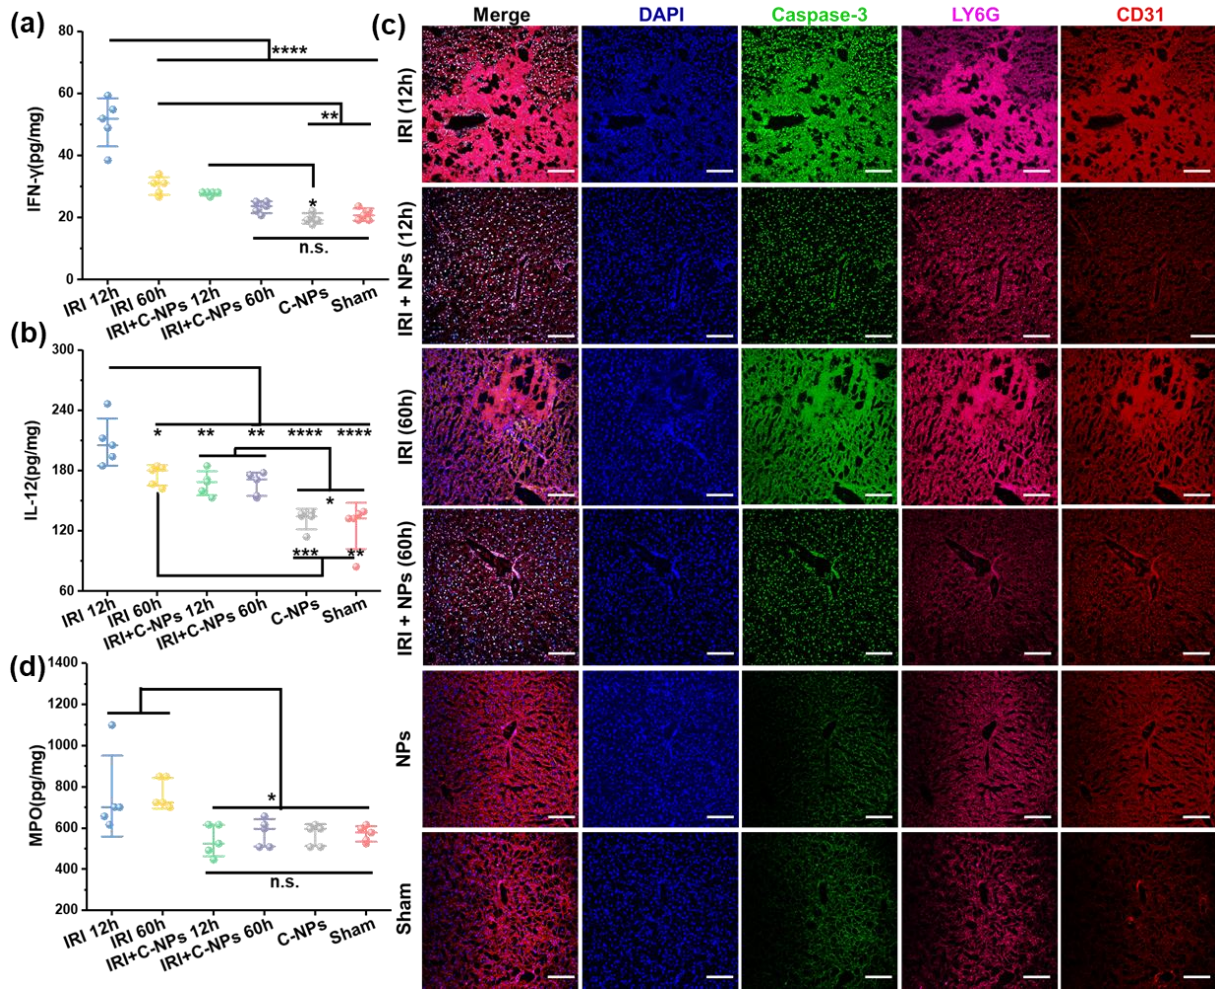 (a)
80
60
40
20
0
IFN-γ(pg/mg)
****
**
*
n.s.
IRI 12h
IRI 60h
IRI+C-NPs 12h
IRI+C-NPs 60h
C-NPs
Sham
(b)
300
240
180
120
60
IL-12(pg/mg)
* ** ** **** ****
*
*** **
IRI 12h
IRI 60h
IRI+C-NPs 12h
IRI+C-NPs 60h
C-NPs
Sham
(d)
1400
1200
1000
800
600
400
200
MPO(pg/mg)
*
n.s.
IRI 12h
IRI 60h
IRI+C-NPs 12h
IRI+C-NPs 60h
C-NPs
Sham
(c)
Merge DAPI Caspase-3 LY6G CD31
IRI (12h)
IRI + NPs (12h)
IRI (60h)
IRI + NPs (60h)
NPs
Sham